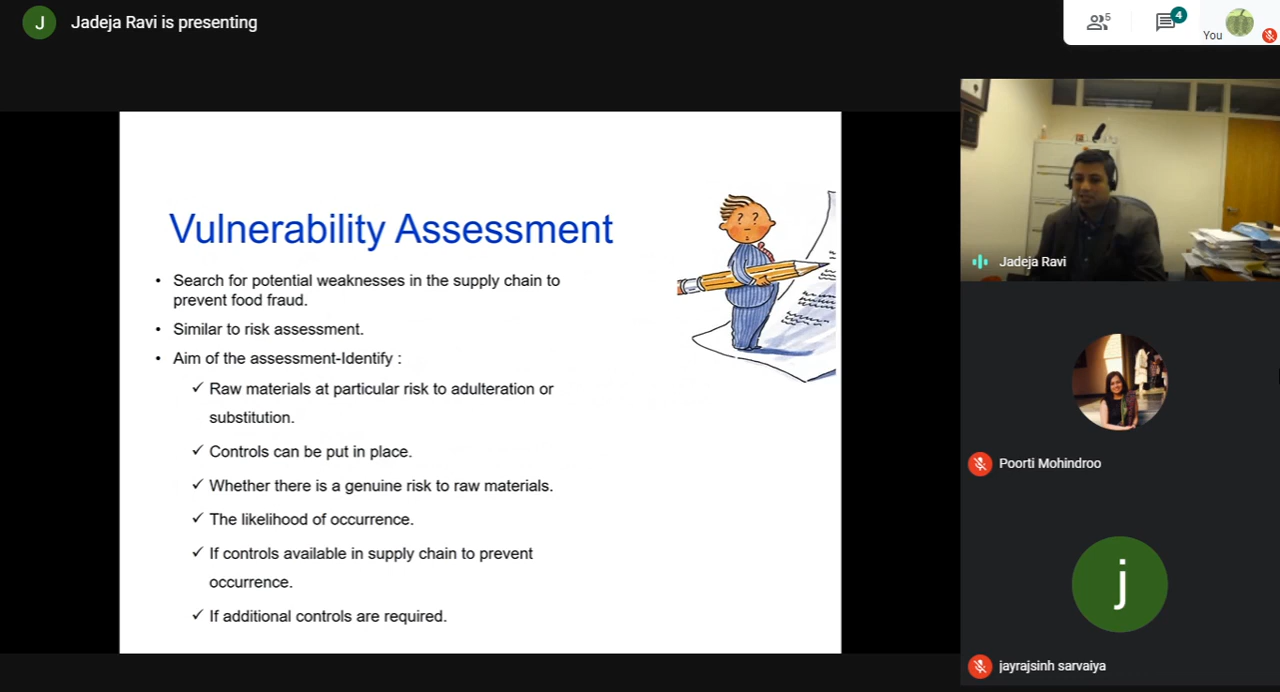 J
Jadeja Ravi is presenting
5
4
You
Vulnerability Assessment
• Search for potential weaknesses in the supply chain to
prevent food fraud.
• Similar to risk assessment.
• Aim of the assessment-Identify :
✓ Raw materials at particular risk to adulteration or
substitution.
✓ Controls can be put in place.
✓ Whether there is a genuine risk to raw materials.
✓ The likelihood of occurrence.
✓ If controls available in supply chain to prevent
occurrence.
✓ If additional controls are required.
? ?
Jadeja Ravi
Poorti Mohindroo
j
jayrajsinh sarvaiya